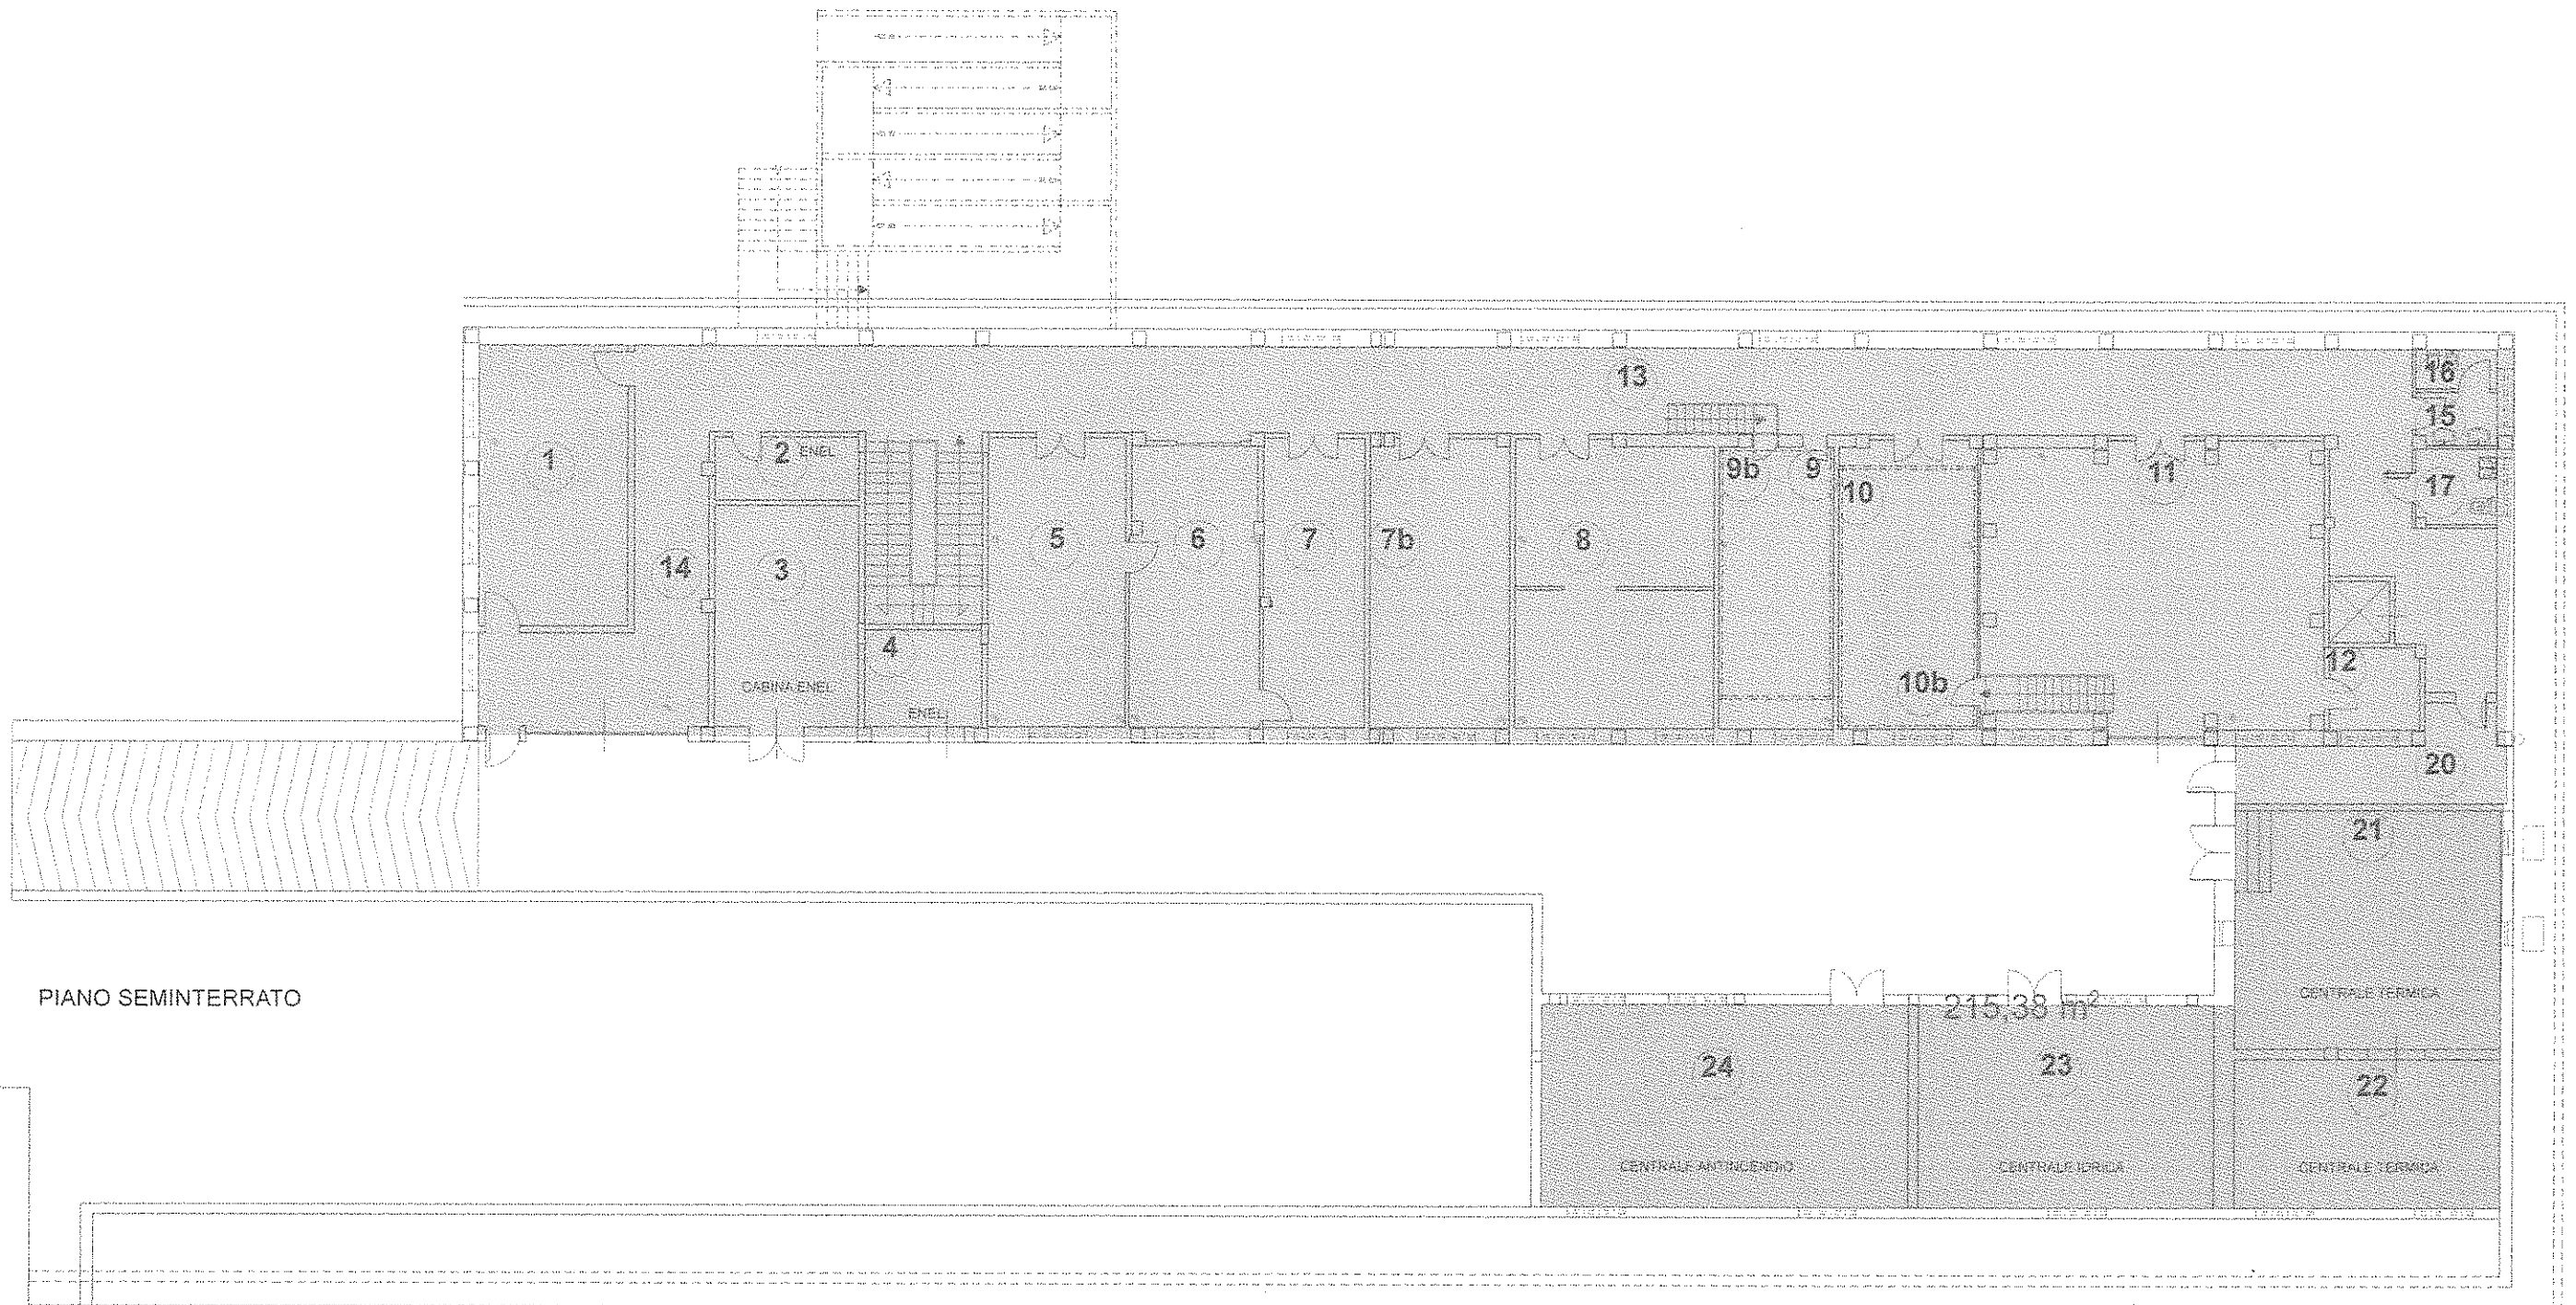 13
16
15
1
2 ENEL
9b
9
10
11
17
14
3
5
6
7
7b
8
4
12
10b
CABINA ENEL
ENEL
20
21
PIANO SEMINTERRATO
CENTRALE TERMICA
215,38 m²
24
23
22
CENTRALE ANTINCENDIO
CENTRALE IDRICA
CENTRALE TERMICA